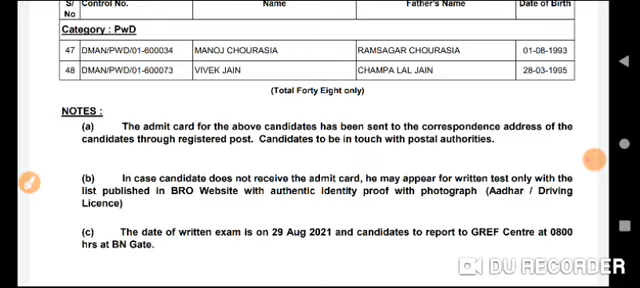 S/ Control No. Name Father's Name Date of Birth
No
Category : PwD
47 DMAN/PWD/01-600034 MANOJ CHOURASIA RAMSAGAR CHOURASIA 01-08-1993
48 DMAN/PWD/01-600073 VIVEK JAIN CHAMPA LAL JAIN 28-03-1995
(Total Forty Eight only)
NOTES :
(a) The admit card for the above candidates has been sent to the correspondence address of the
candidates through registered post. Candidates to be in touch with postal authorities.
(b) In case candidate does not receive the admit card, he may appear for written test only with the
list published in BRO Website with authentic identity proof with photograph (Aadhar / Driving
Licence)
(c) The date of written exam is on 29 Aug 2021 and candidates to report to GREF Centre at 0800
hrs at BN Gate.
DU RECORDER